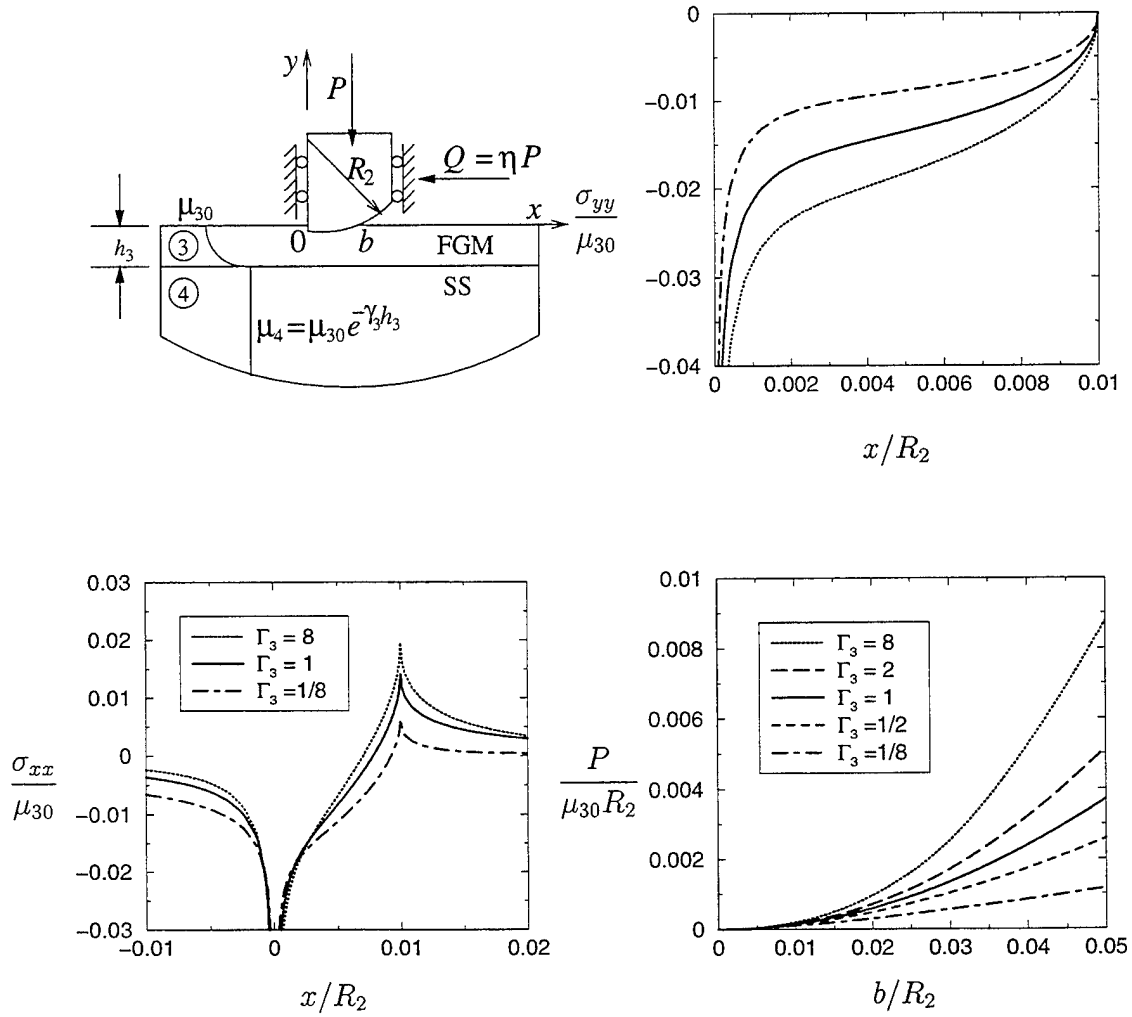 y
P
R₂
Q = ηP
μ₃₀
x
0
b
h₃
③
FGM
④
SS
μ₄ = μ₃₀e^{-γ₃h₃}
σ_yy / μ₃₀
0
-0.01
-0.02
-0.03
-0.04
0 0.002 0.004 0.006 0.008 0.01
x/R₂
0.03
0.02
0.01
0
-0.01
-0.02
-0.03
σ_xx / μ₃₀
Γ₃ = 8
Γ₃ = 1
Γ₃ =1/8
-0.01 0 0.01 0.02
x/R₂
0.01
0.008
0.006
0.004
0.002
0
P / μ₃₀R₂
Γ₃ = 8
Γ₃ = 2
Γ₃ = 1
Γ₃ =1/2
Γ₃ =1/8
0 0.01 0.02 0.03 0.04 0.05
b/R₂